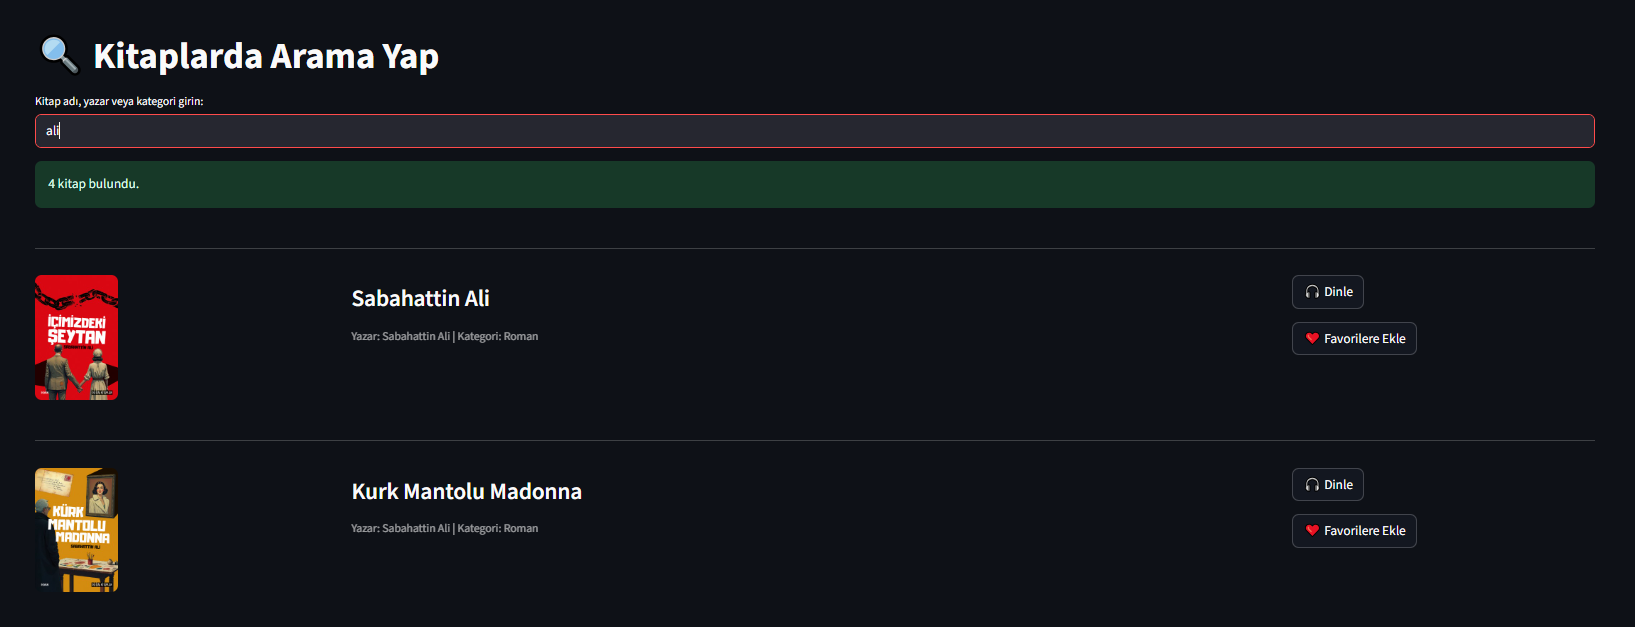 Kitaplarda Arama Yap
Kitap adı, yazar veya kategori girin:
ali
4 kitap bulundu.
İÇİMİZDEKİ
ŞEYTAN
SABAHATTİN ALİ
Sabahattin Ali
Yazar: Sabahattin Ali | Kategori: Roman
Dinle
Favorilere Ekle
KÜRK
MANTOLU
MADONNA
SABAHATTİN ALİ
Kurk Mantolu Madonna
Yazar: Sabahattin Ali | Kategori: Roman
Dinle
Favorilere Ekle